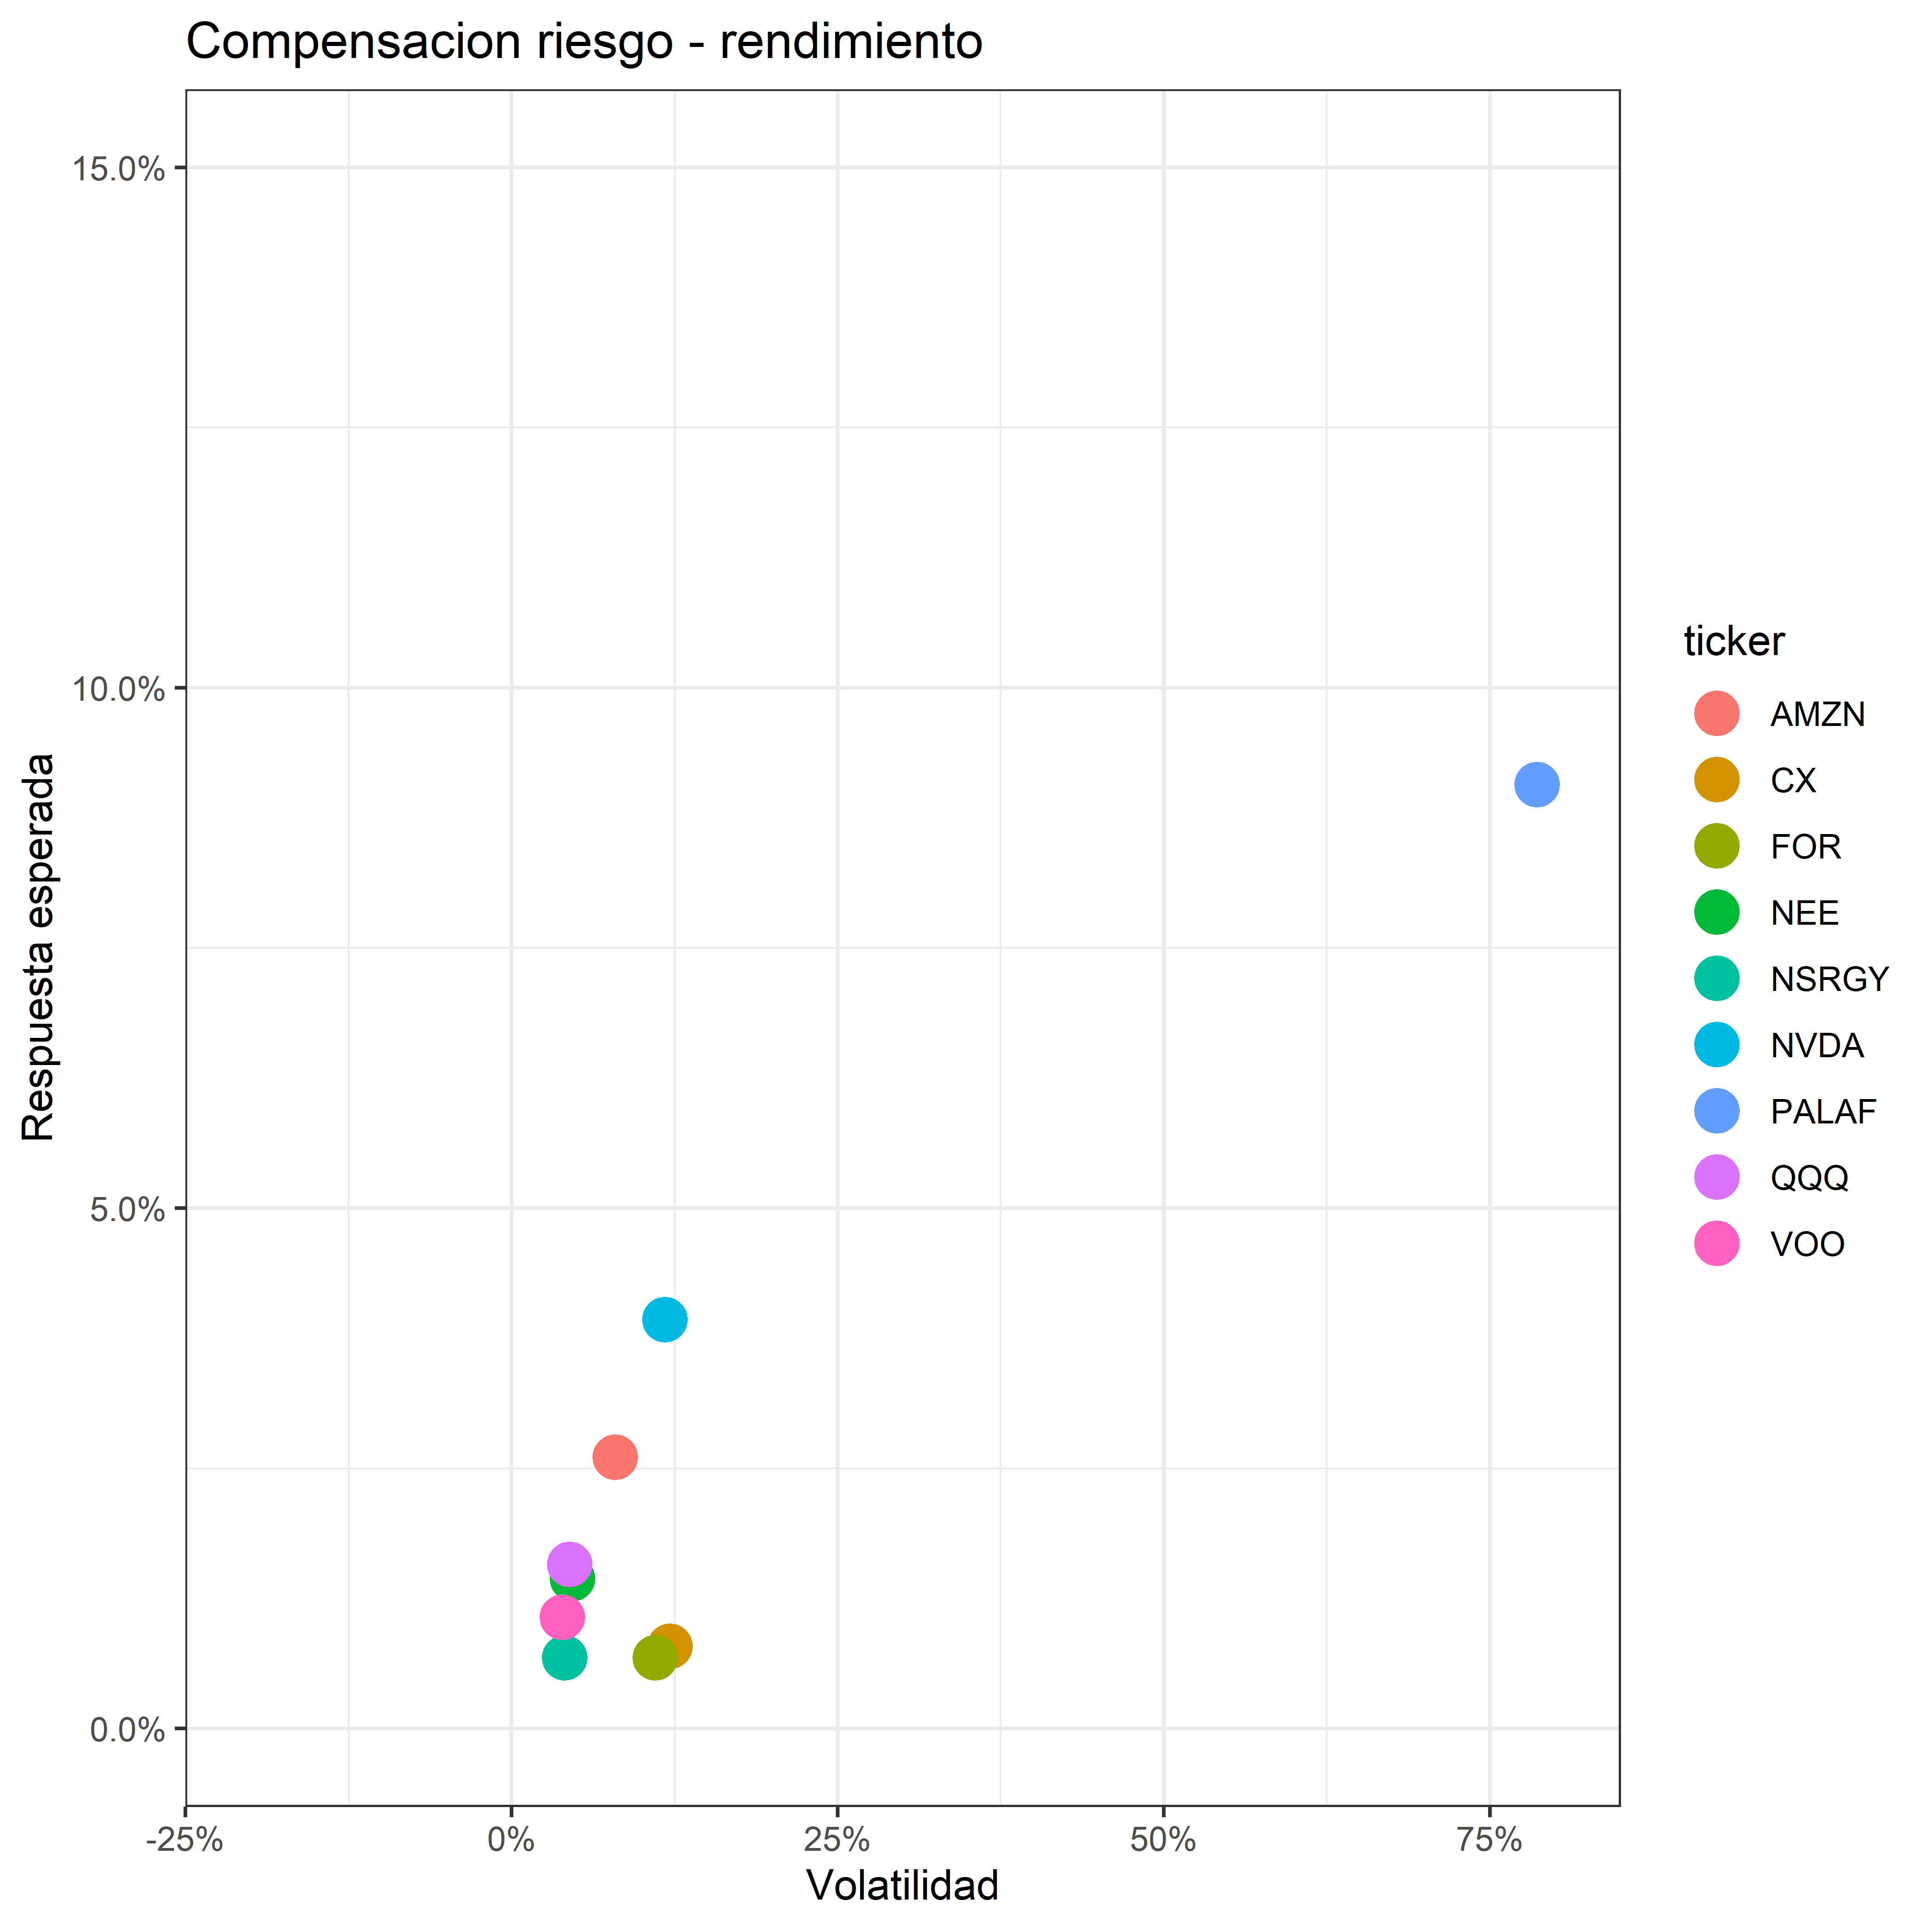 Compensacion riesgo - rendimiento
15.0%
10.0%
5.0%
0.0%
Respuesta esperada
-25%
0%
25%
50%
75%
Volatilidad
ticker
AMZN
CX
FOR
NEE
NSRGY
NVDA
PALAF
QQQ
VOO